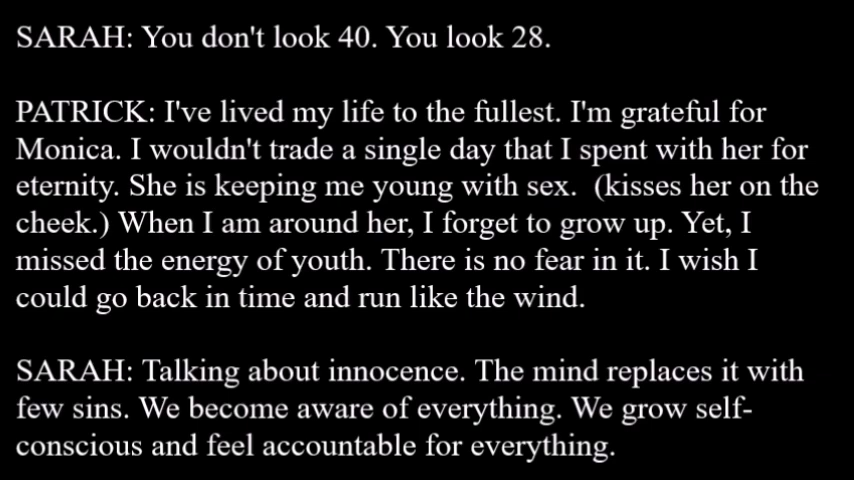 SARAH: You don't look 40. You look 28.
PATRICK: I've lived my life to the fullest. I'm grateful for
Monica. I wouldn't trade a single day that I spent with her for
eternity. She is keeping me young with sex.  (kisses her on the
cheek.) When I am around her, I forget to grow up. Yet, I
missed the energy of youth. There is no fear in it. I wish I
could go back in time and run like the wind.
SARAH: Talking about innocence. The mind replaces it with
few sins. We become aware of everything. We grow self-
conscious and feel accountable for everything.